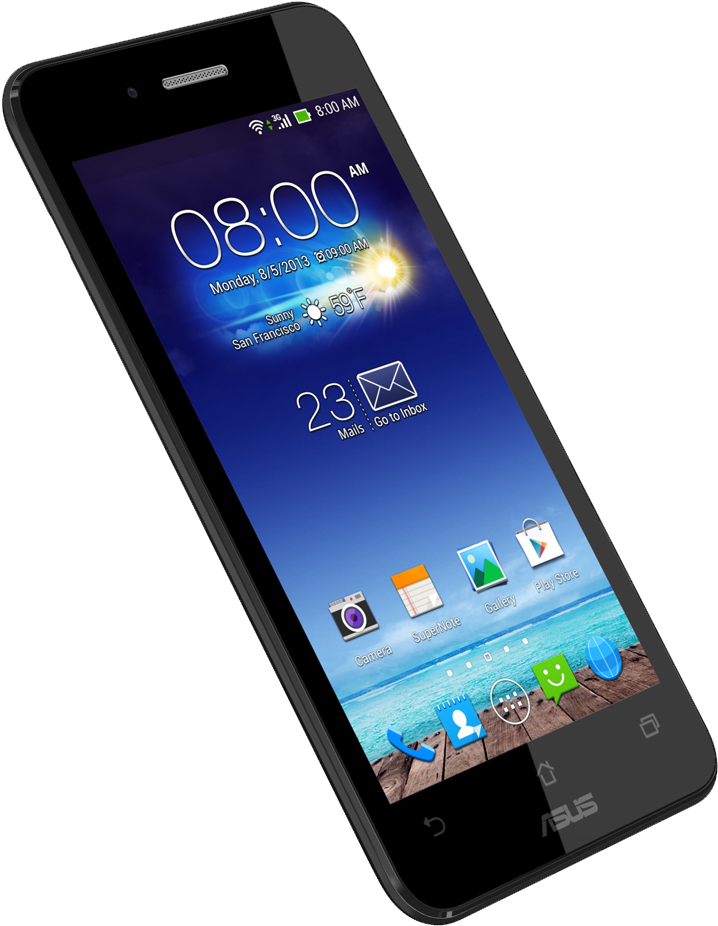 3G 8:00 AM
08:00 AM
Monday, 8/5/2013 09:00 AM
Sunny
San Francisco 59°F
23
Mails Go to Inbox
Camera SuperNote Gallery Play Store
ASUS